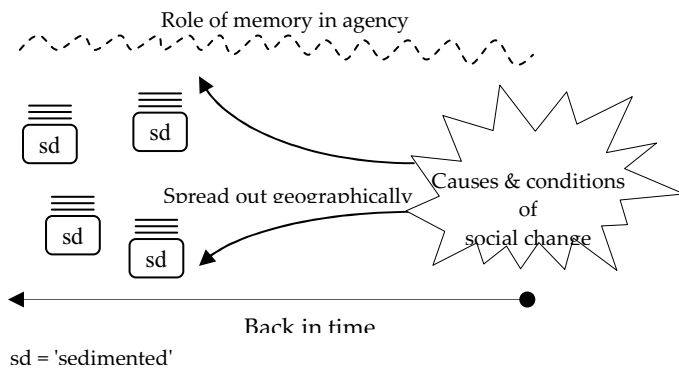 Role of memory in agency
sd
sd
Spread out geographically
Causes & conditions
of
social change
sd
sd
Back in time
sd = 'sedimented'